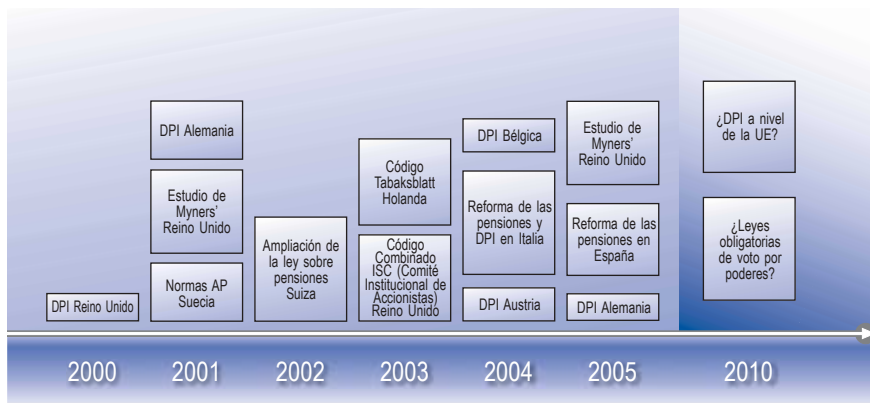 DPI Reino Unido
DPI Alemania
Estudio de
Myners'
Reino Unido
Normas AP
Suecia
Ampliación de
la ley sobre
pensiones
Suiza
Código
Tabaksblatt
Holanda
Código
Combinado
ISC (Comité
Institucional de
Accionistas)
Reino Unido
DPI Bélgica
Reforma de las
pensiones y
DPI en Italia
DPI Austria
Estudio de
Myners'
Reino Unido
Reforma de las
pensiones en
España
DPI Alemania
¿DPI a nivel
de la UE?
¿Leyes
obligatorias
de voto por
poderes?
2000
2001
2002
2003
2004
2005
2010